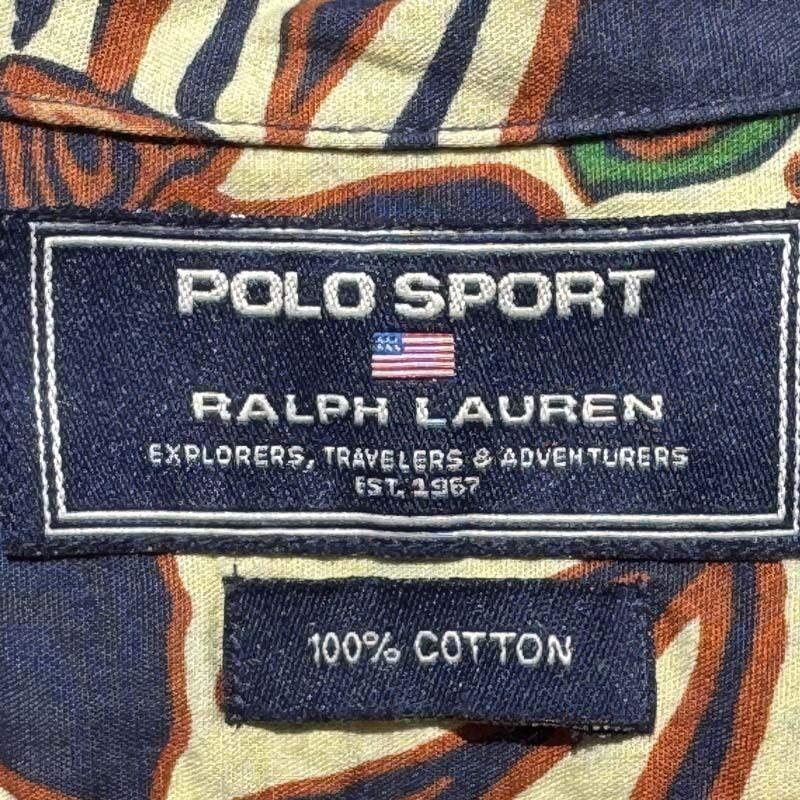 POLO SPORT
RALPH LAUREN
EXPLORERS, TRAVELERS & ADVENTURERS
EST. 1967
100% COTTON